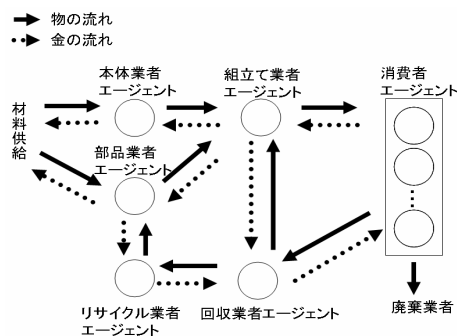 物の流れ
金の流れ
本体業者
エージェント
組立て業者
エージェント
消費者
エージェント
材料供給
部品業者
エージェント
リサイクル業者
エージェント
回収業者エージェント
廃棄業者